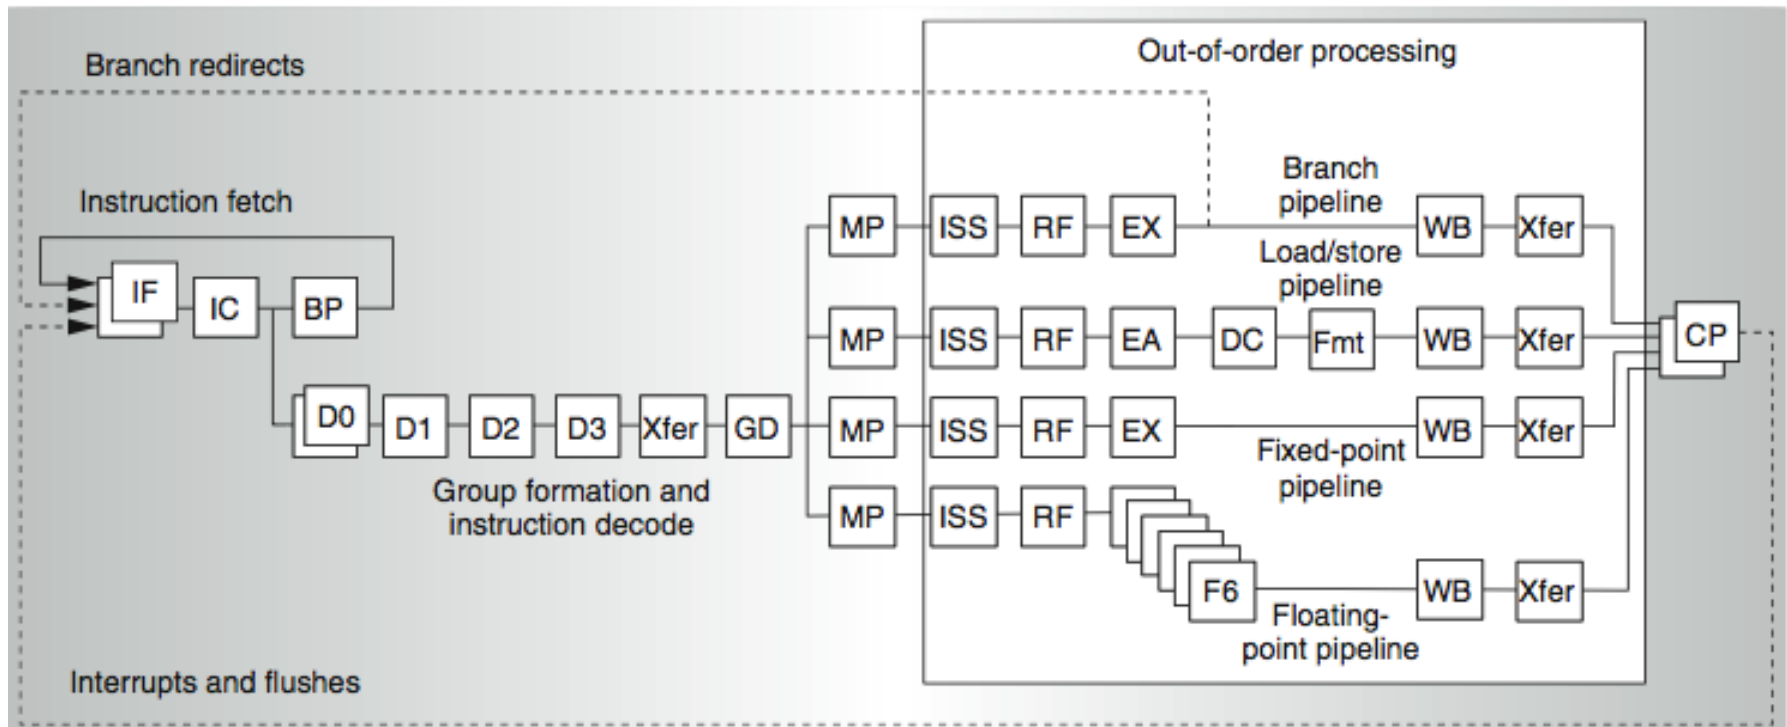 Out-of-order processing
Branch redirects
Instruction fetch
Branch
pipeline
MP ISS RF EX WB Xfer
Load/store
pipeline
IF IC BP
MP ISS RF EA DC Fmt WB Xfer
CP
D0 D1 D2 D3 Xfer GD
MP ISS RF EX WB Xfer
Fixed-point
pipeline
Group formation and
instruction decode
MP ISS RF
F6 WB Xfer
Floating-
point pipeline
Interrupts and flushes